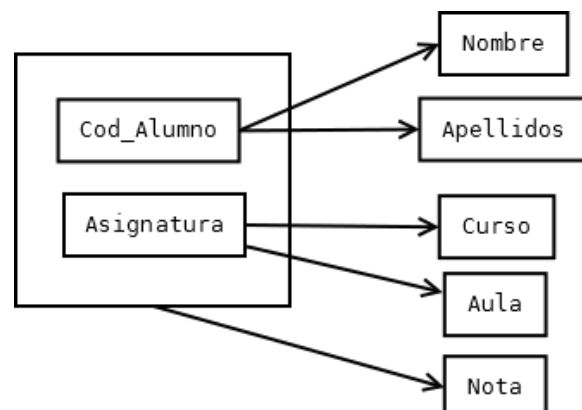 Nombre
Cod_Alumno
Apellidos
Asignatura
Curso
Aula
Nota